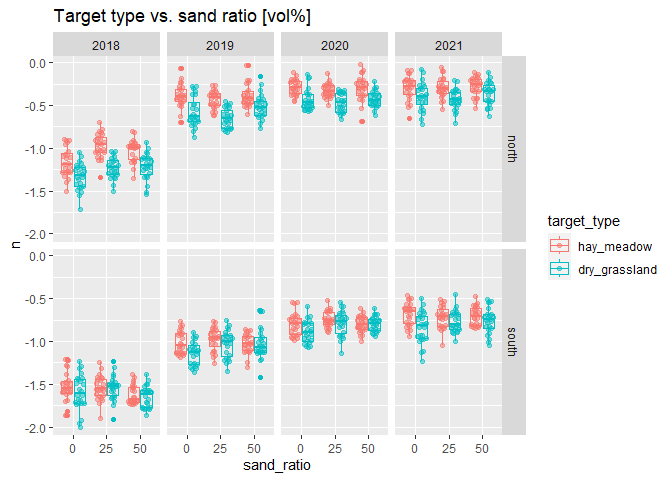 Target type vs. sand ratio [vol%]
2018 2019 2020 2021
0.0
-0.5
-1.0
-1.5
-2.0
north
n
0.0
-0.5
-1.0
-1.5
-2.0
south
0 25 50 0 25 50 0 25 50 0 25 50
sand_ratio
target_type
hay_meadow
dry_grassland